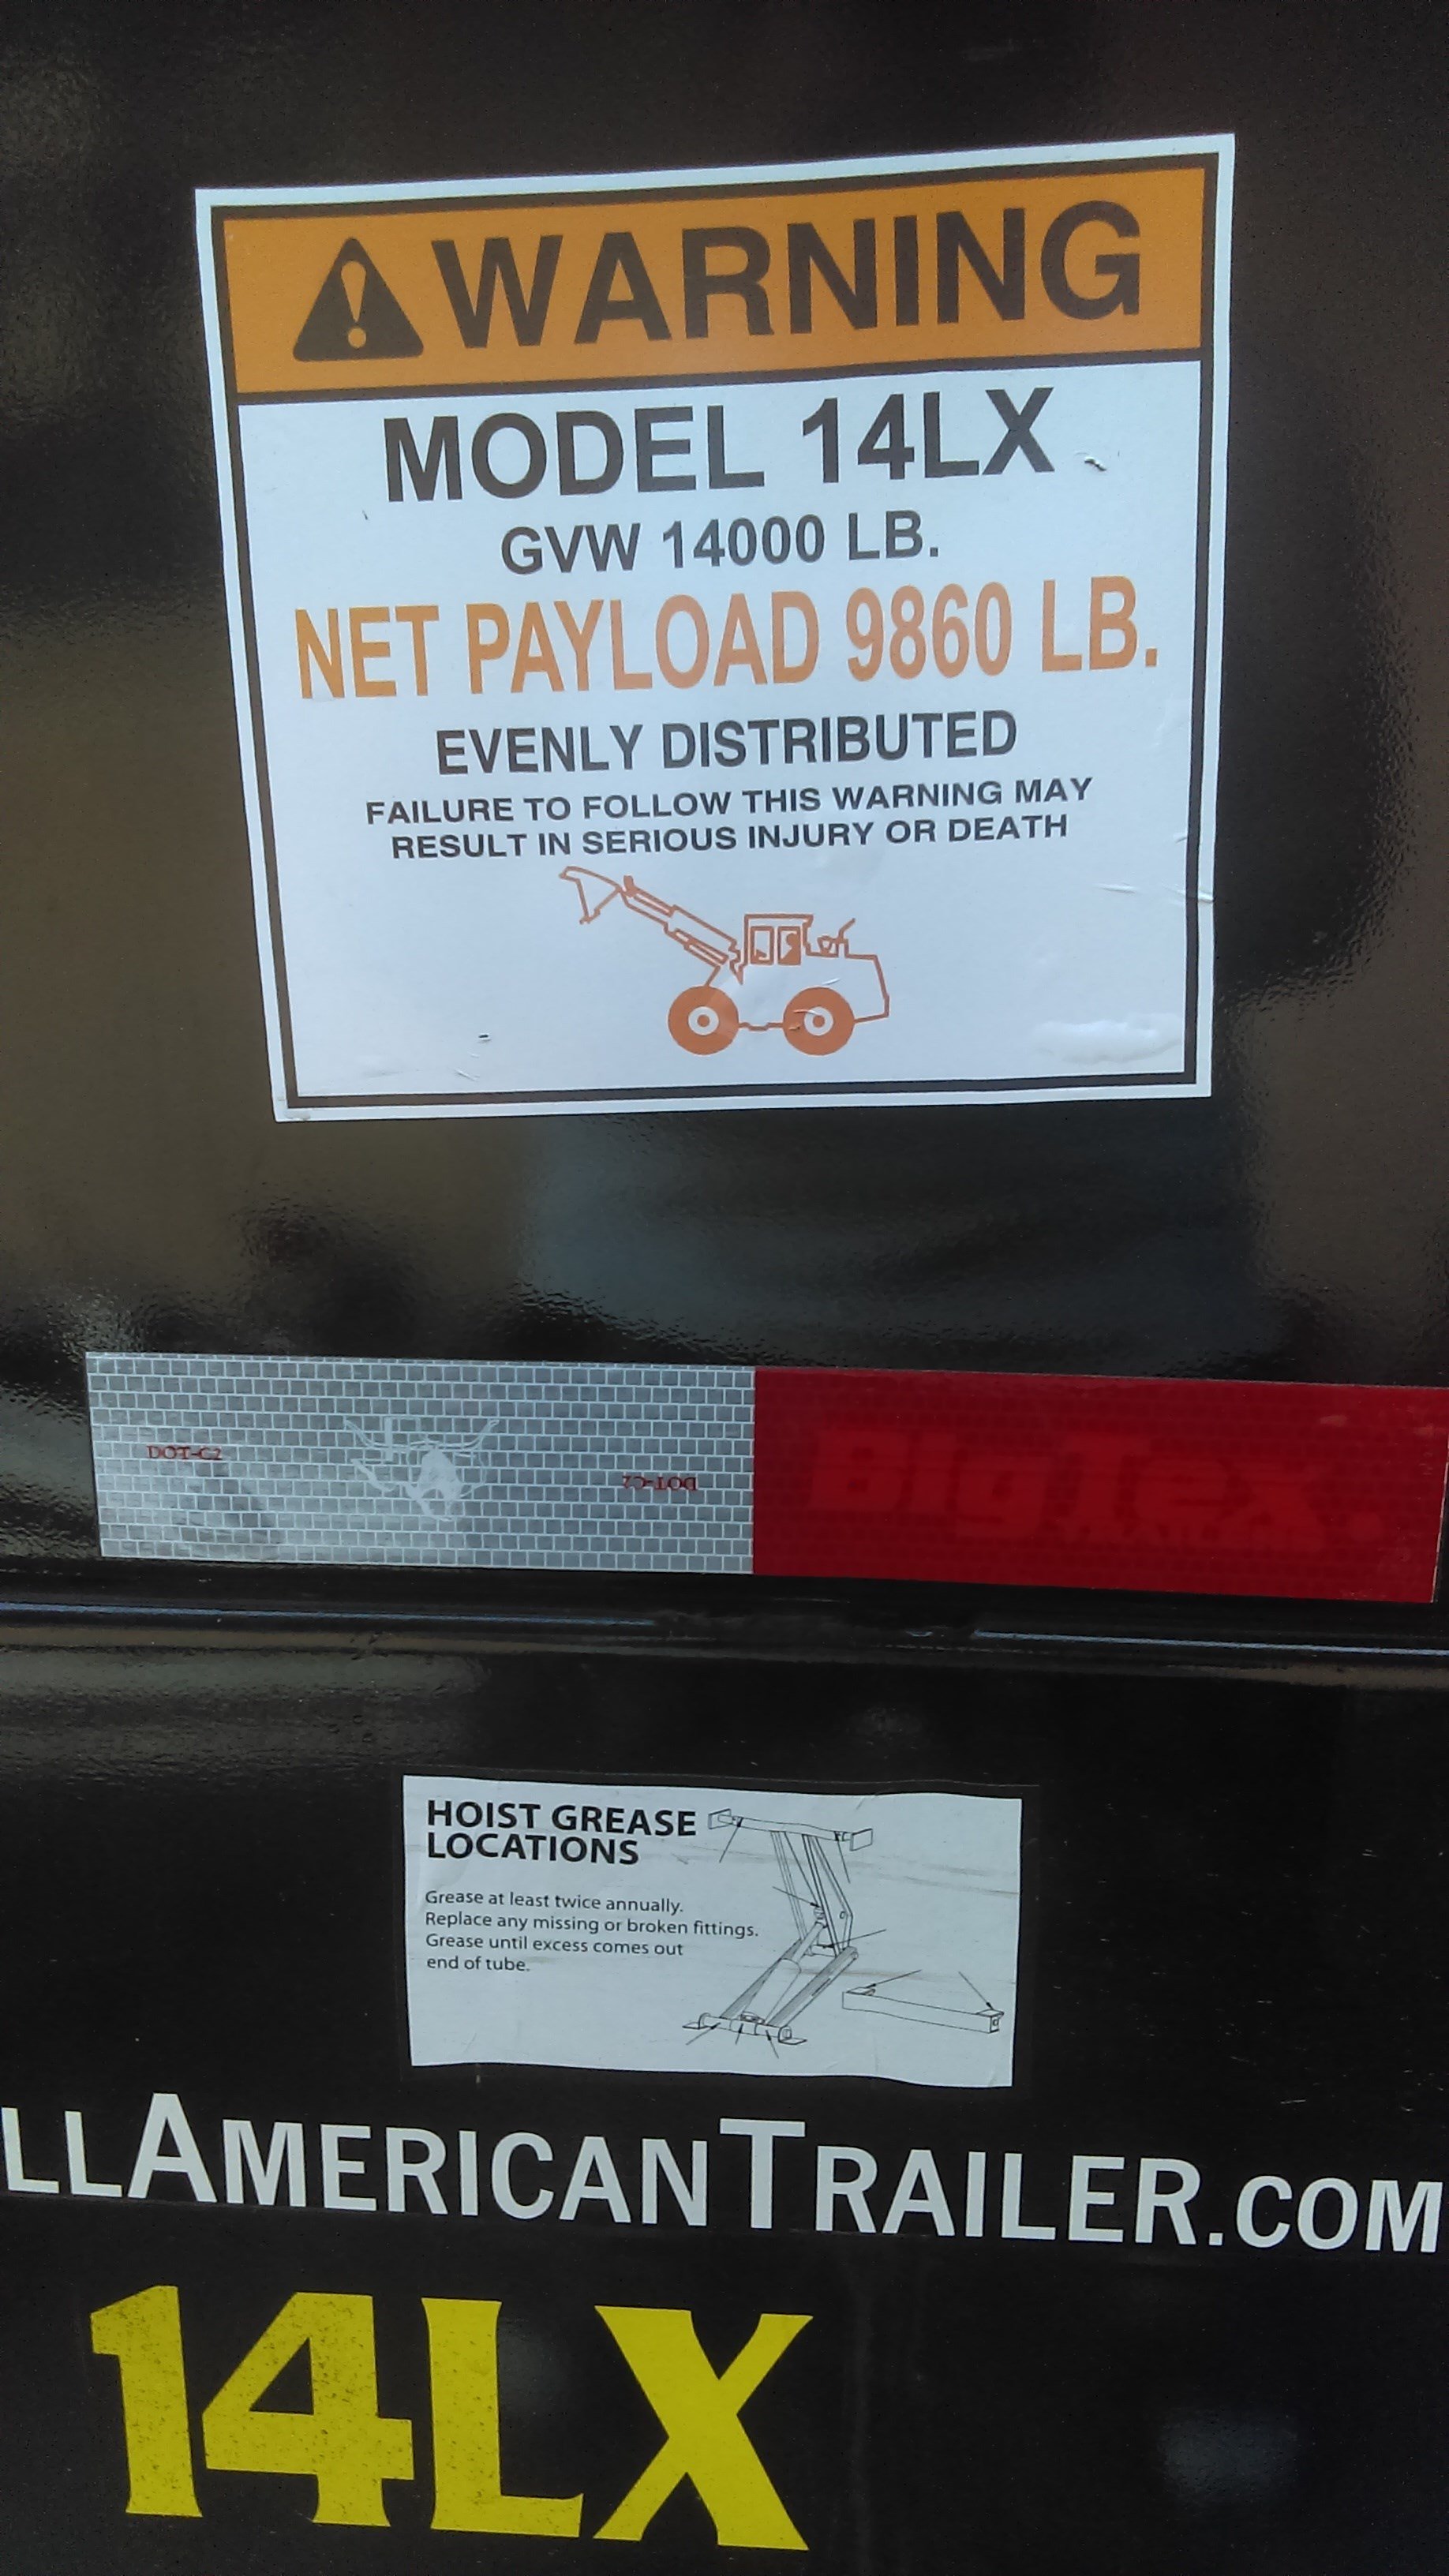 WARNING
MODEL 14LX
GVW 14000 LB.
NET PAYLOAD 9860 LB.
EVENLY DISTRIBUTED
FAILURE TO FOLLOW THIS WARNING MAY
RESULT IN SERIOUS INJURY OR DEATH
DOT-C2
DOT-C2
BigTex.
HOIST GREASE
LOCATIONS
Grease at least twice annually.
Replace any missing or broken fittings.
Grease until excess comes out
end of tube.
LLAMERICANTRAILER.COM
14LX